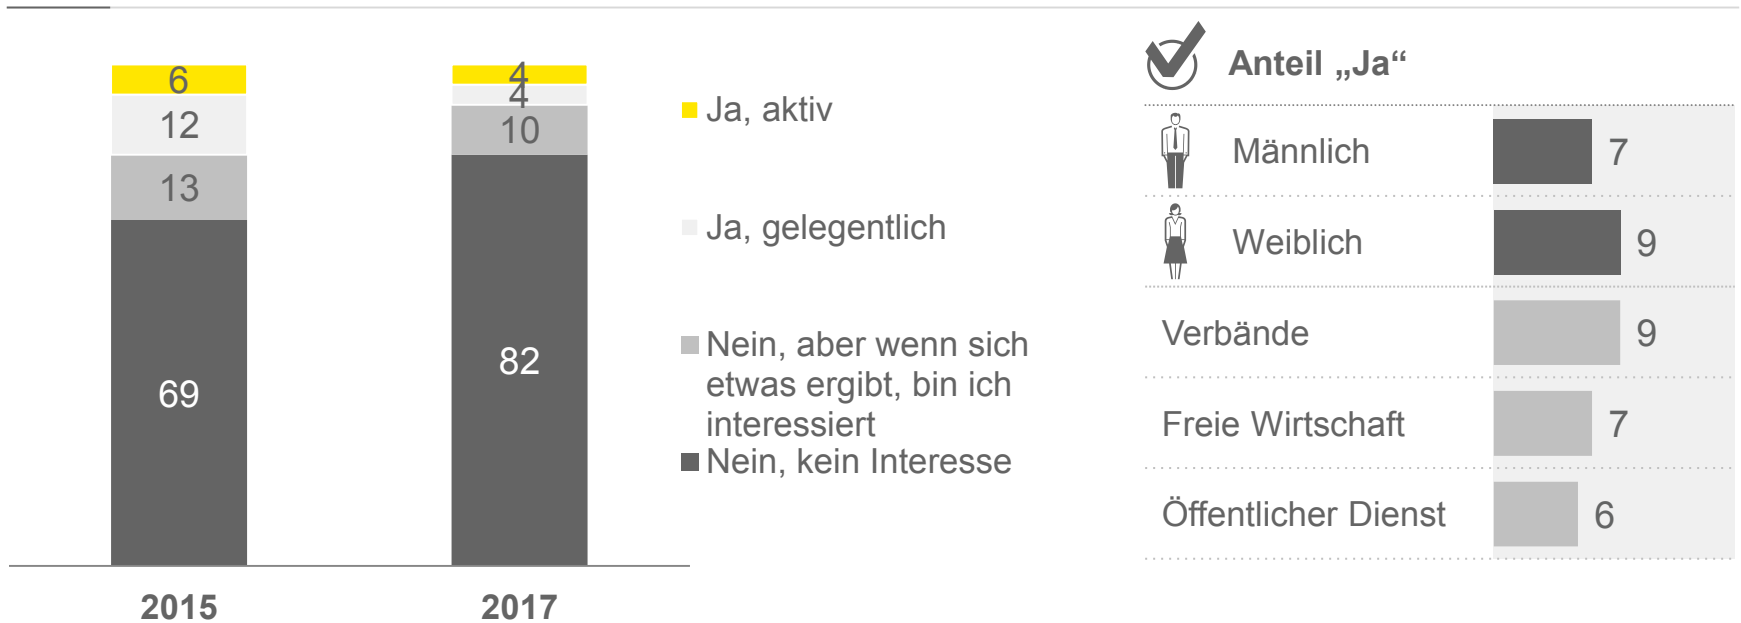 6
12
13
69
2015
4
4
10
82
2017
Ja, aktiv
Ja, gelegentlich
Nein, aber wenn sich
etwas ergibt, bin ich
interessiert
Nein, kein Interesse
Anteil „Ja“
Männlich 7
Weiblich 9
Verbände 9
Freie Wirtschaft 7
Öffentlicher Dienst 6